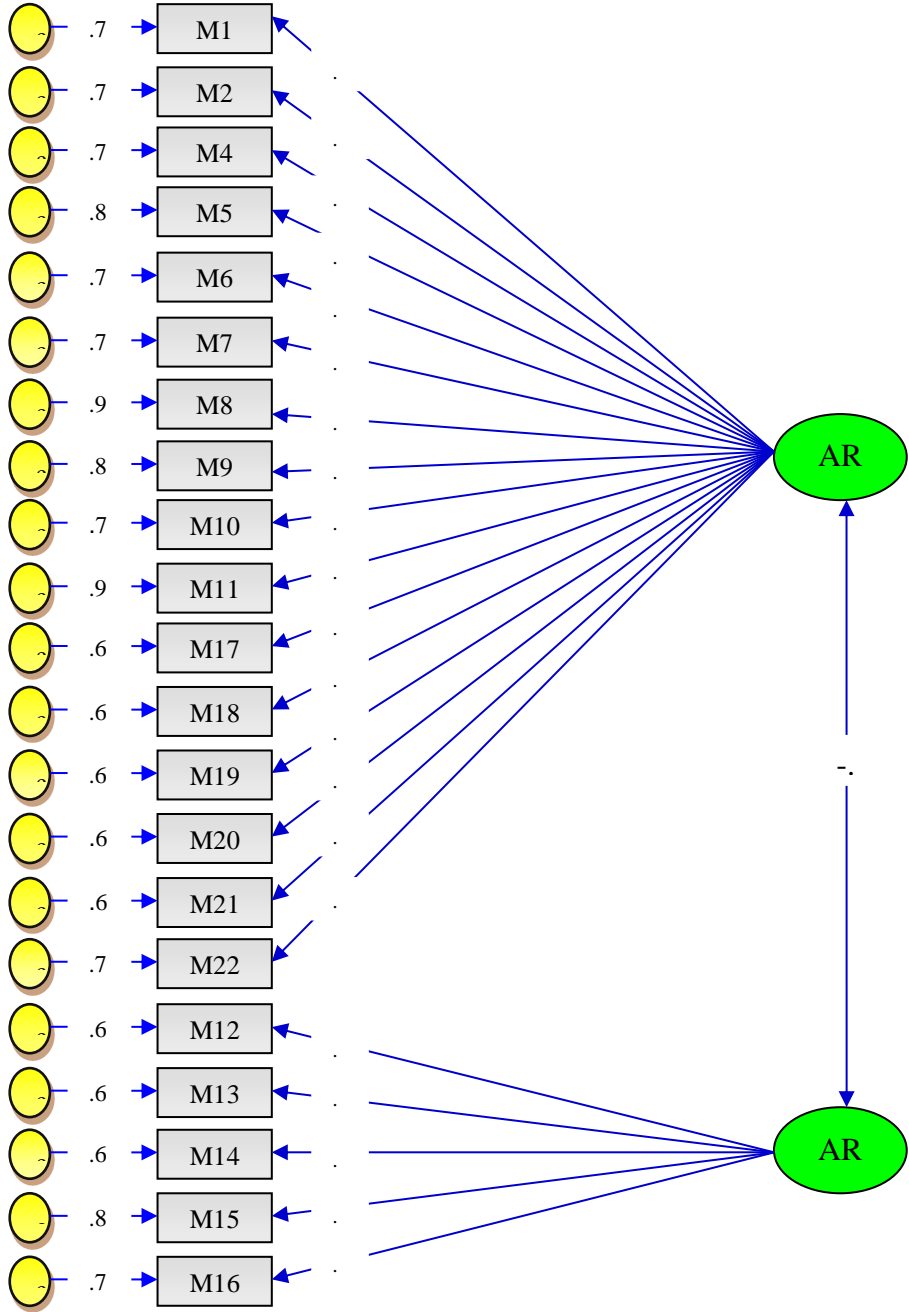 .7 M1
.7 M2 .
.7 M4 .
.8 M5 .
.7 M6 .
.7 M7 .
.9 M8 .
.8 M9 .
AR
.7 M10 .
.9 M11 .
.6 M17 .
.6 M18 .
.6 M19 .
-.
.6 M20 .
.6 M21 .
.7 M22 .
.6 M12 .
.6 M13 .
.6 M14 .
AR
.8 M15 .
.7 M16 .